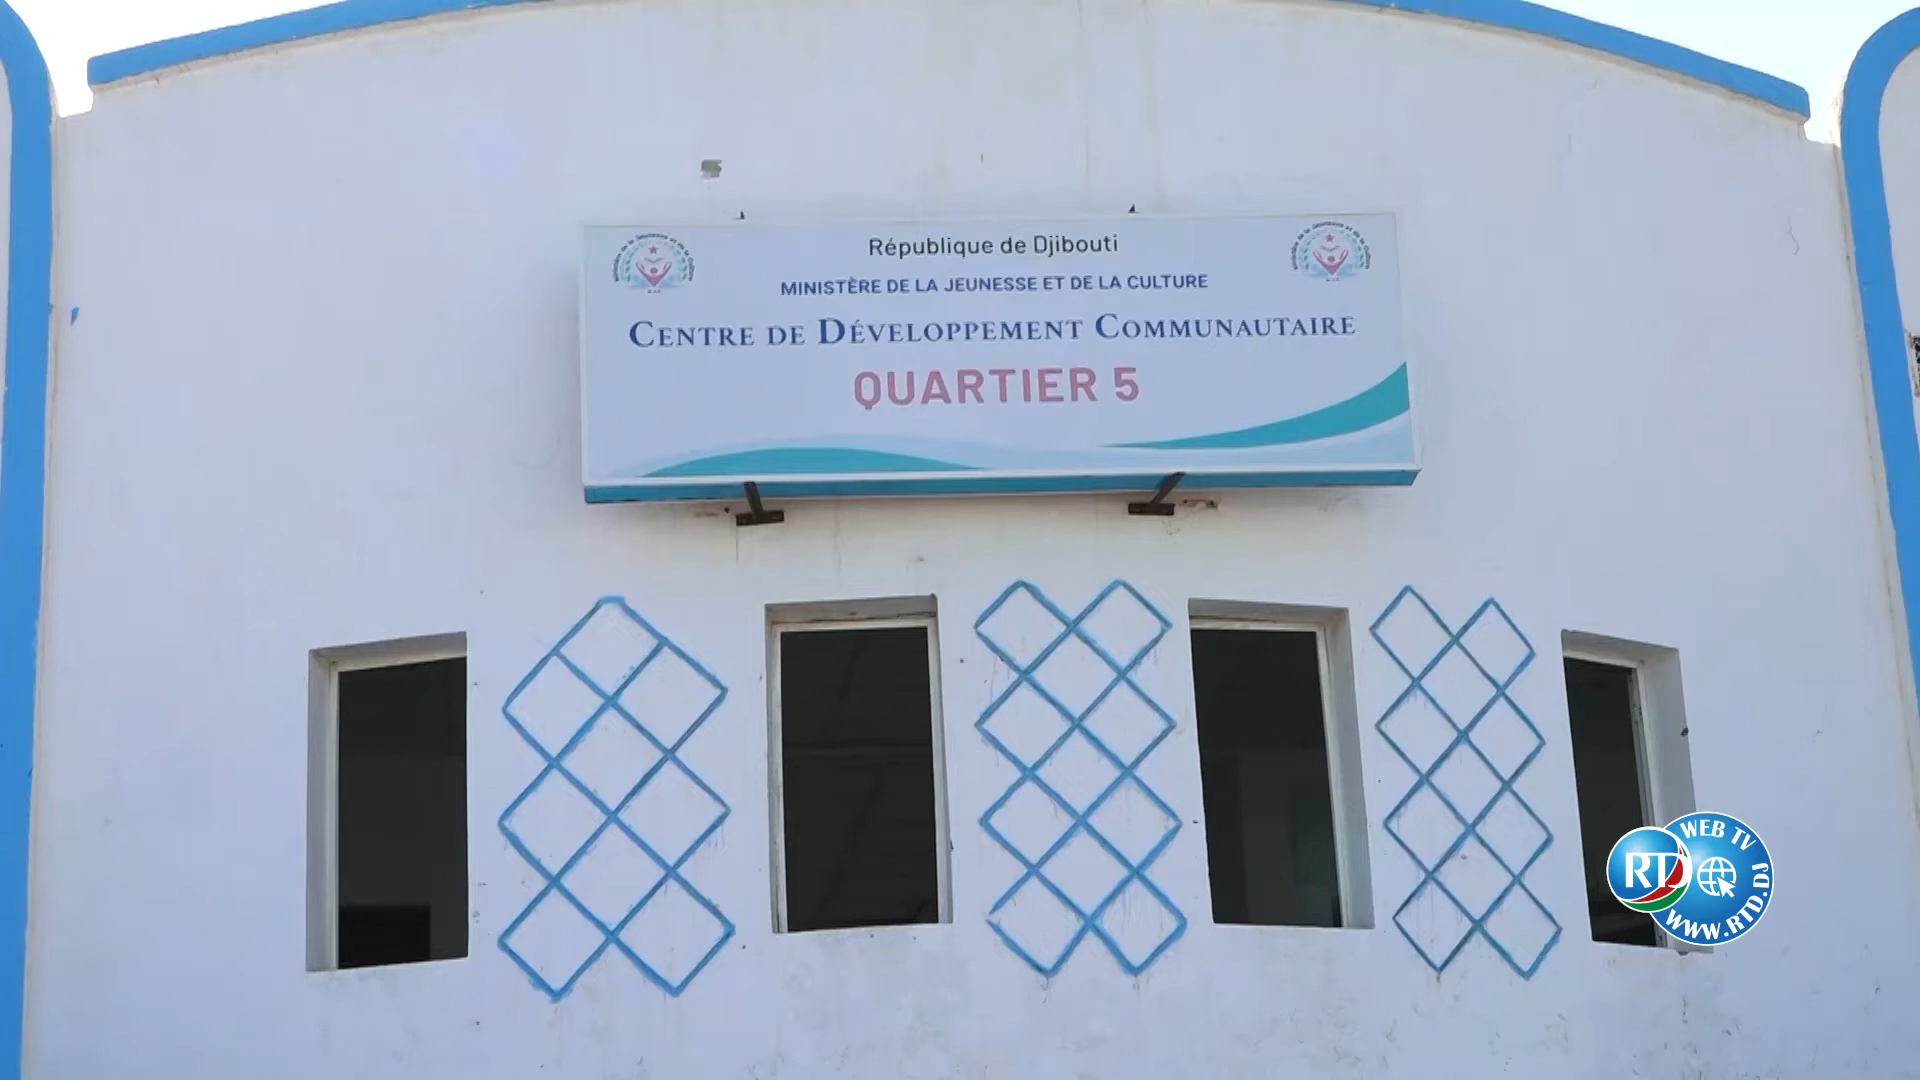 République de Djibouti
MINISTÈRE DE LA JEUNESSE ET DE LA CULTURE
CENTRE DE DÉVELOPPEMENT COMMUNAUTAIRE
QUARTIER 5
WEB TV
RTD
WWW.RTD.DJ